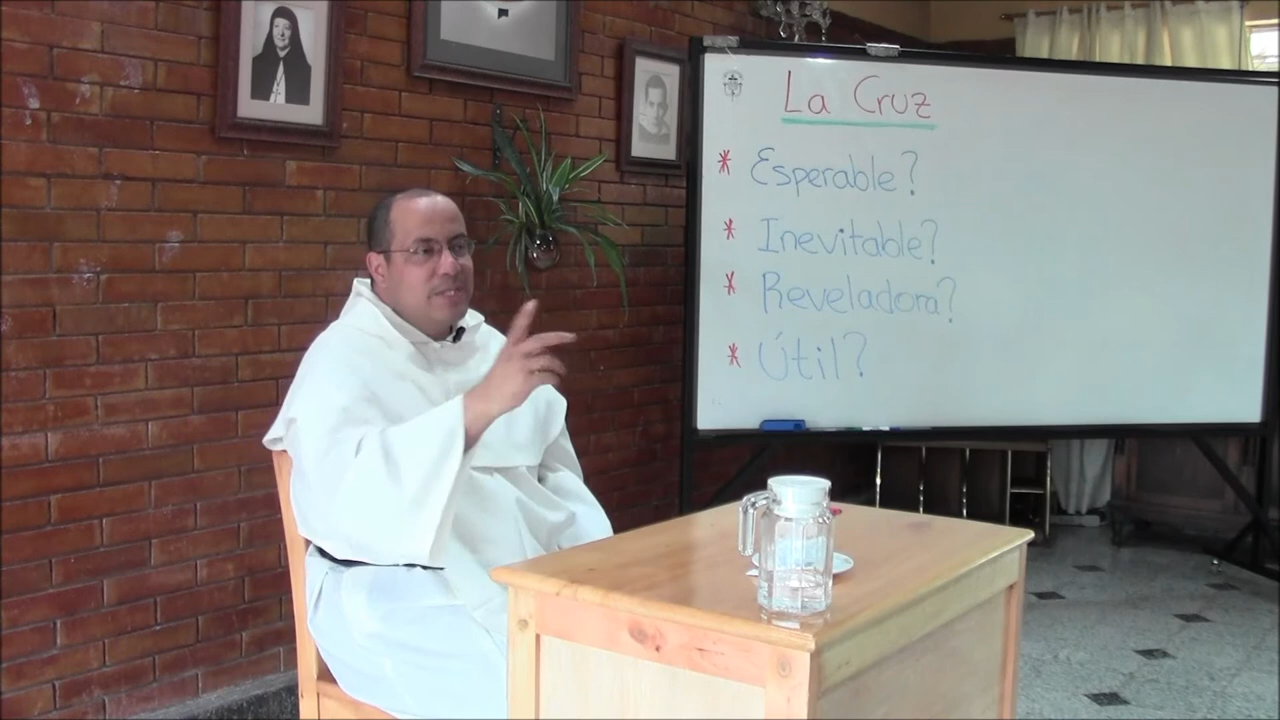 La Cruz
* Esperable?
* Inevitable?
* Reveladora?
* Útil?